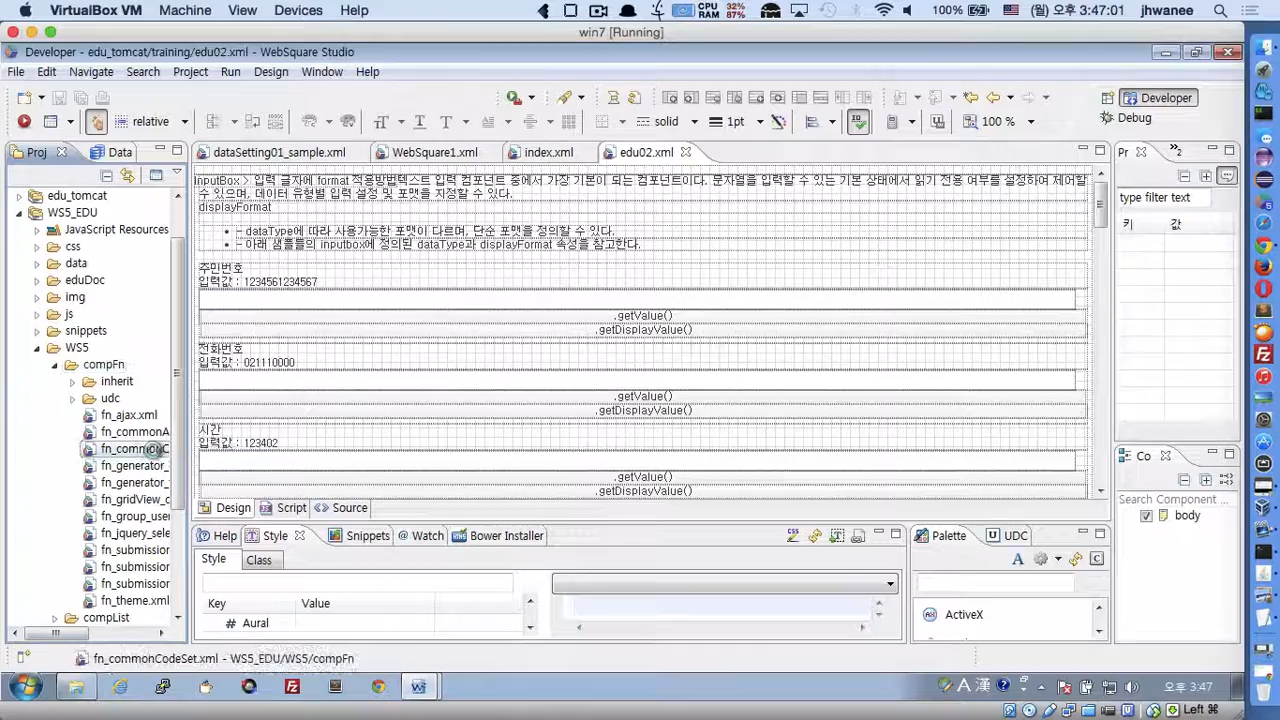 VirtualBox VM Machine View Devices Help CPU RAM 32% 87% 100% (월) 오후 3:47:01 jhwanee
win7 [Running]
Developer - edu_tomcat/training/edu02.xml - WebSquare Studio
File Edit Navigate Search Project Run Design Window Help
Developer
relative solid 1pt 100 % Debug
Proj Data dataSetting01_sample.xml WebSquare1.xml index.xml edu02.xml Pr
inputBox > 입력 글자에 format 적용방법텍스트 입력 컴포넌트 중에서 가장 기본이 되는 컴포넌트이다. 문자열을 입력할 수 있는 기본 상태에서 읽기 전용 여부를 설정하여 제어할
수 있으며, 데이터 유형별 입력 설정 및 포맷을 지정할 수 있다.
displayFormat
- dataType에 따라 사용가능한 포맷이 다르며, 단순 포맷을 정의할 수 있다.
- 아래 샘플들의 inputbox에 정의된 dataType과 displayFormat 속성을 참고한다.
주민번호
입력값 : 1234561234567
.getValue()
.getDisplayValue()
전화번호
입력값 : 021110000
.getValue()
.getDisplayValue()
시간
입력값 : 123402
.getValue()
.getDisplayValue()
edu_tomcat
WS5_EDU
JavaScript Resources
css
data
eduDoc
img
js
snippets
WS5
compFn
inherit
udc
fn_ajax.xml
fn_commonA
fn_generator_
fn_generator_
fn_gridView_c
fn_group_use
fn_jquery_sele
fn_submission
fn_submission
fn_submission
fn_theme.xml
compList
type filter text
키 값
Design Script Source
Co
Search Component
body
Help Style Snippets Watch Bower Installer
Style Class
Key Value
Aural
Palette UDC
ActiveX
fn_commonCodeSet.xml - WS5_EDU/WS5/compFn
A 漢 오후 3:47
Left ⌘